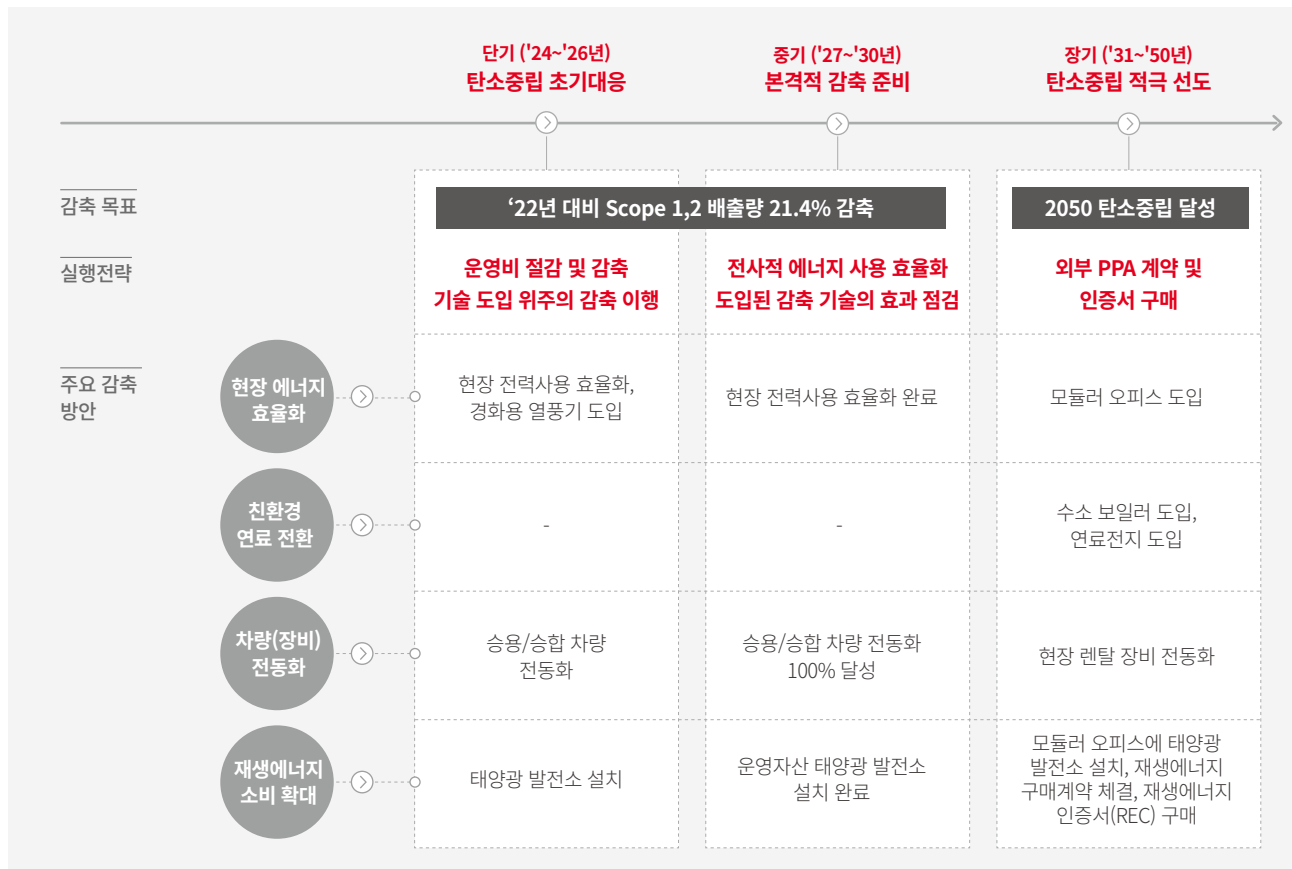 단기 ('24~'26년)
탄소중립 초기대응
중기 ('27~'30년)
본격적 감축 준비
장기 ('31~'50년)
탄소중립 적극 선도
감축 목표
‘22년 대비 Scope 1,2 배출량 21.4% 감축
2050 탄소중립 달성
실행전략
운영비 절감 및 감축
기술 도입 위주의 감축 이행
전사적 에너지 사용 효율화
도입된 감축 기술의 효과 점검
외부 PPA 계약 및
인증서 구매
주요 감축
방안
현장 에너지
효율화
현장 전력사용 효율화,
경화용 열풍기 도입
현장 전력사용 효율화 완료
모듈러 오피스 도입
친환경
연료 전환
-
-
수소 보일러 도입,
연료전지 도입
차량(장비)
전동화
승용/승합 차량
전동화
승용/승합 차량 전동화
100% 달성
현장 렌탈 장비 전동화
재생에너지
소비 확대
태양광 발전소 설치
운영자산 태양광 발전소
설치 완료
모듈러 오피스에 태양광
발전소 설치, 재생에너지
구매계약 체결, 재생에너지
인증서(REC) 구매